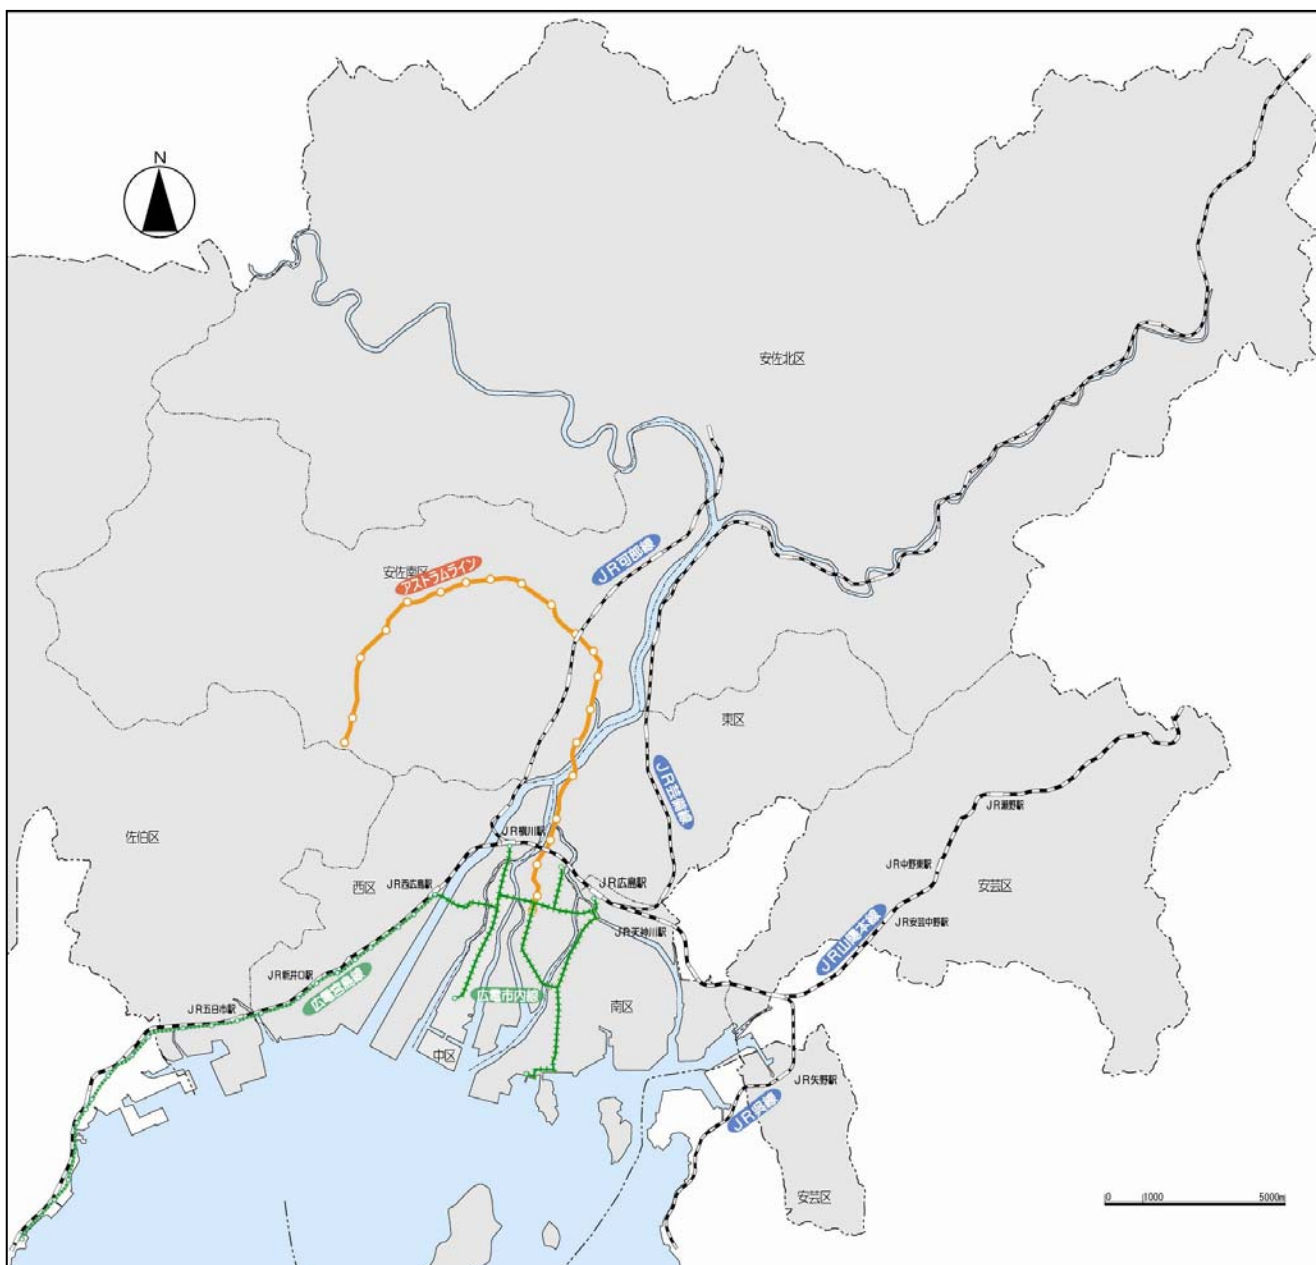 N
安佐北区
JR可部線
安佐南区
アストラムライン
東区
JR芸備線
JR瀬野駅
佐伯区
JR横川駅
JR中野東駅
西区
JR西広島駅
JR広島駅
安芸区
JR安芸中野駅
JR天神川駅
JR山陽本線
JR新井口駅
広電宮島線
広電市内線
JR五日市駅
南区
中区
JR矢野駅
JR呉線
安芸区
0 1000 5000m